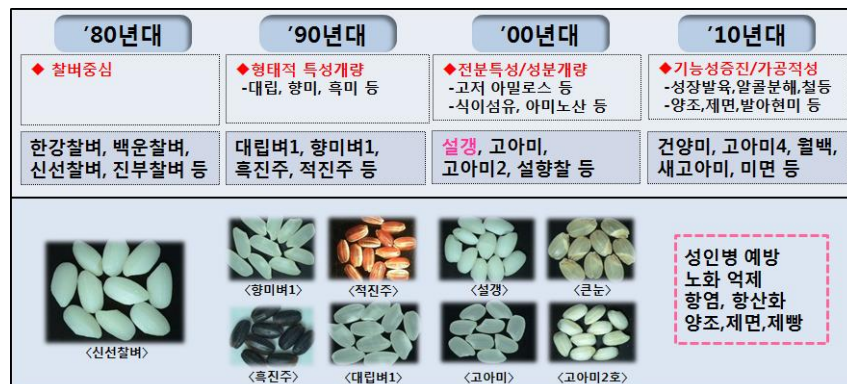 '80년대
◆ 찰벼중심
한강찰벼, 백운찰벼,
신선찰벼, 진부찰벼 등
'90년대
◆형태적 특성개량
-대립, 향미, 흑미 등
대립벼1, 향미벼1,
흑진주, 적진주 등
'00년대
◆전분특성/성분개량
-고저 아밀로스 등
-식이섬유, 아미노산 등
설갱, 고아미,
고아미2, 설향찰 등
'10년대
◆기능성증진/가공적성
-성장발육,알콜분해,철등
-양조,제면,발아현미 등
건양미, 고아미4, 월백,
새고아미, 미면 등
<신선찰벼>
<향미벼1>
<적진주>
<설갱>
<큰눈>
<흑진주>
<대립벼1>
<고아미>
<고아미2호>
성인병 예방
노화 억제
항염, 항산화
양조,제면,제빵